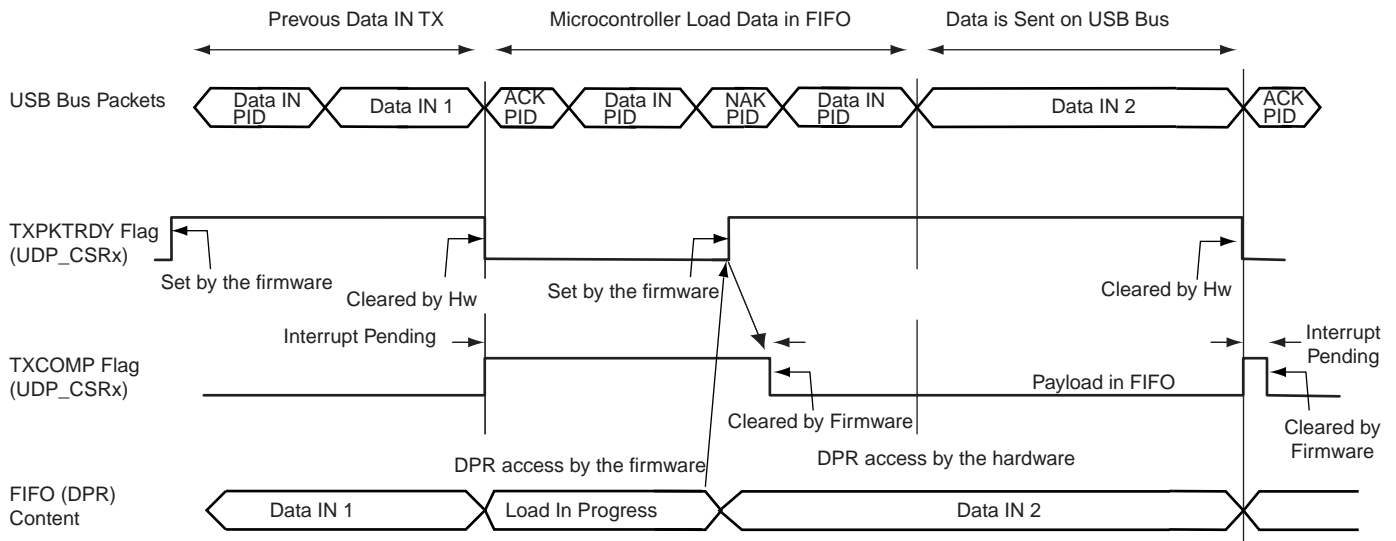 Prevous Data IN TX
Microcontroller Load Data in FIFO
Data is Sent on USB Bus
USB Bus Packets
Data IN
PID
Data IN 1
ACK
PID
Data IN
PID
NAK
PID
Data IN
PID
Data IN 2
ACK
PID
TXPKTRDY Flag
(UDP_CSRx)
Set by the firmware
Cleared by Hw
Set by the firmware
Cleared by Hw
Interrupt Pending
Interrupt
Pending
TXCOMP Flag
(UDP_CSRx)
Payload in FIFO
Cleared by Firmware
Cleared by
Firmware
DPR access by the firmware
DPR access by the hardware
FIFO (DPR)
Content
Data IN 1
Load In Progress
Data IN 2